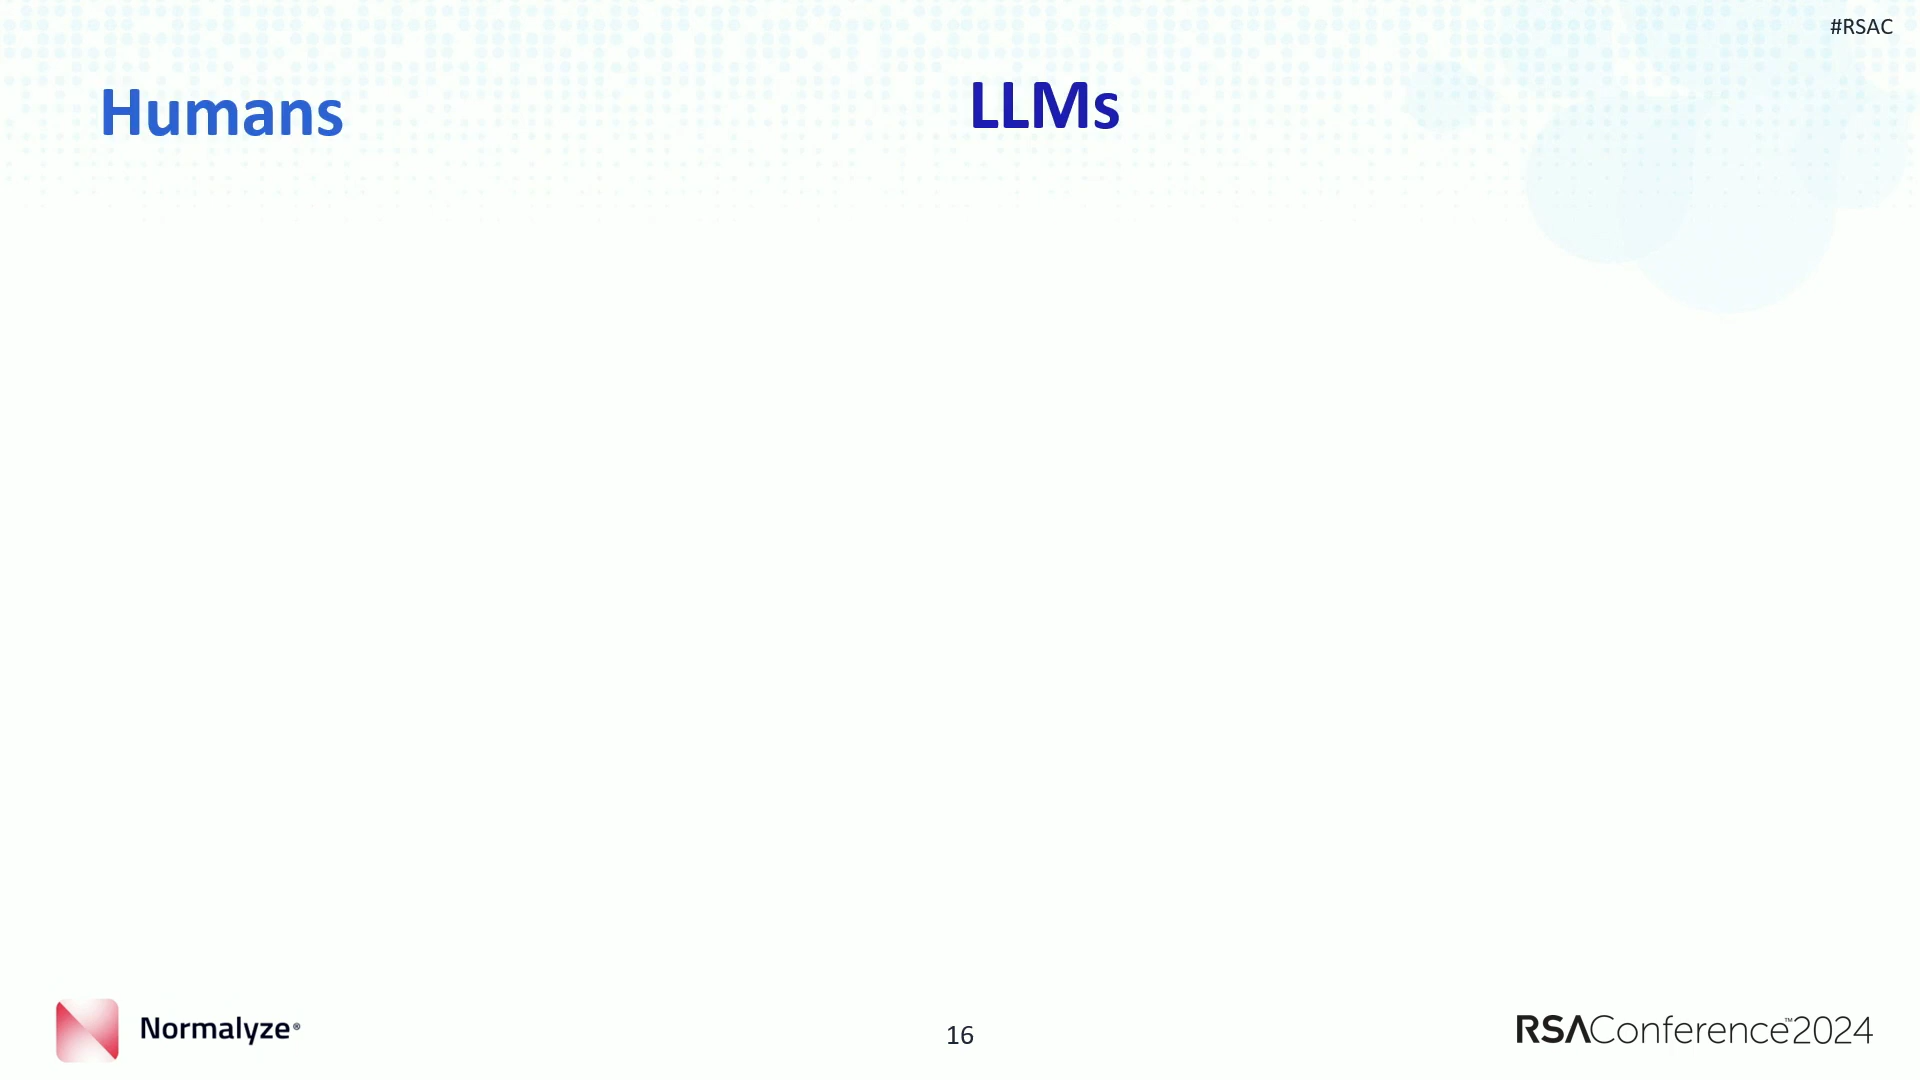 #RSAC
Humans
LLMs
Normalyze®
16
RSAConference™2024